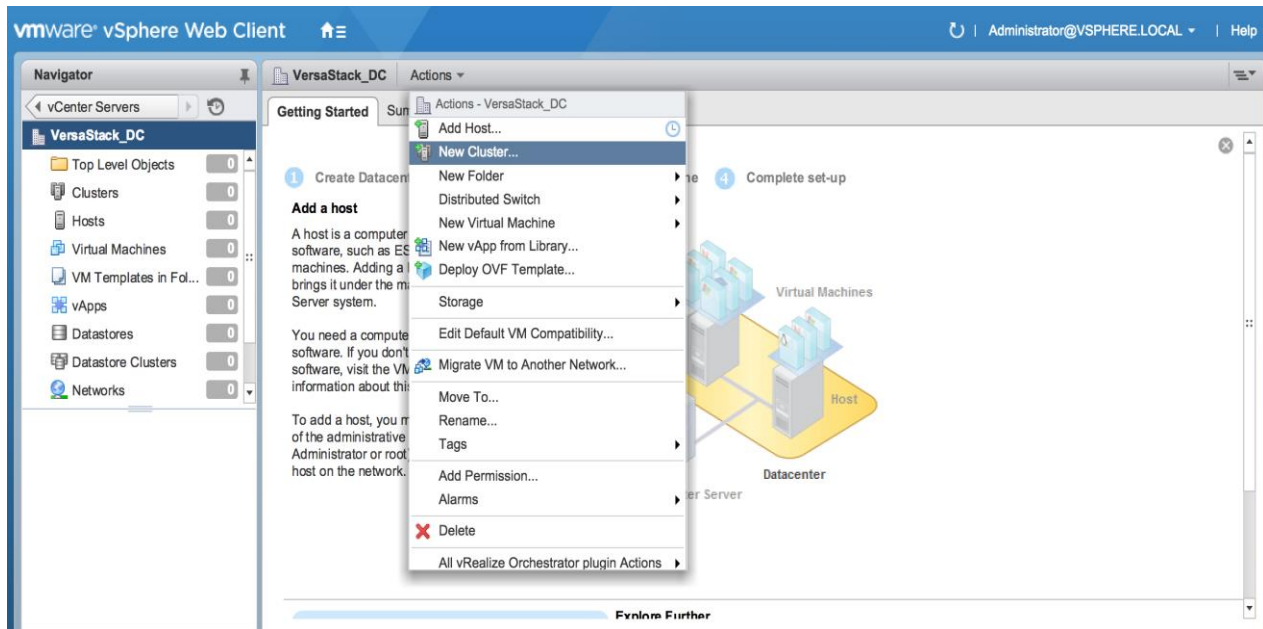 vmware® vSphere Web Client
Administrator@VSPHERE.LOCAL | Help
Navigator
vCenter Servers
VersaStack_DC
Top Level Objects 0
Clusters 0
Hosts 0
Virtual Machines 0
VM Templates in Fol... 0
vApps 0
Datastores 0
Datastore Clusters 0
Networks 0
VersaStack_DC Actions
Getting Started Sum
Actions - VersaStack_DC
Add Host...
New Cluster...
New Folder
Distributed Switch
New Virtual Machine
New vApp from Library...
Deploy OVF Template...
Storage
Edit Default VM Compatibility...
Migrate VM to Another Network...
Move To...
Rename...
Tags
Add Permission...
Alarms
Delete
All vRealize Orchestrator plugin Actions
1 Create Datacen
ne 4 Complete set-up
Add a host
A host is a computer
software, such as ES
machines. Adding a
brings it under the ma
Server system.
You need a compute
software. If you don't
software, visit the VM
information about this
To add a host, you m
of the administrative
Administrator or root
host on the network.
Virtual Machines
Host
Datacenter
er Server
Explore Further